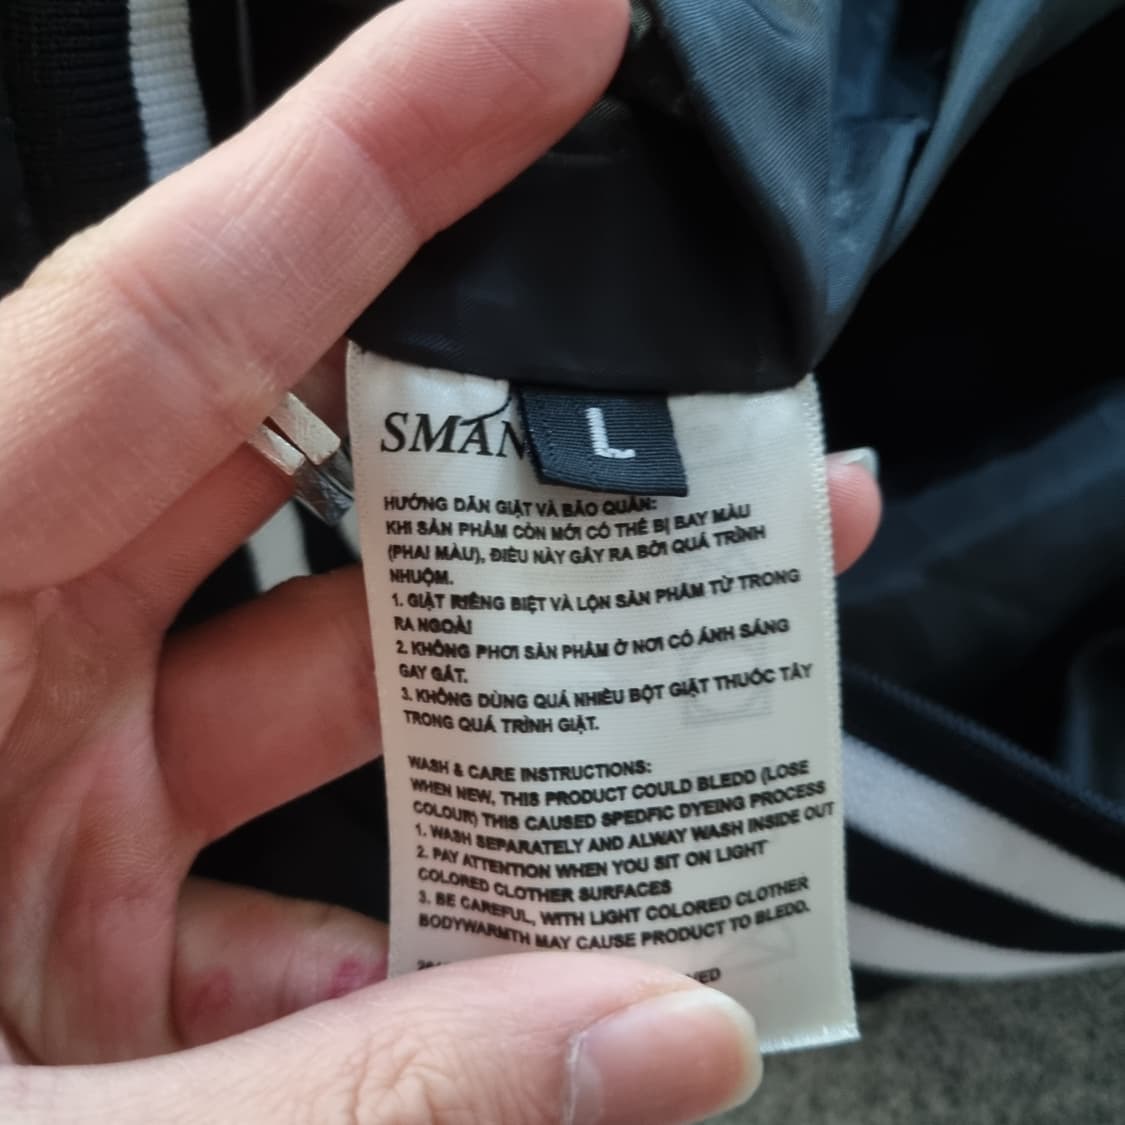 SMAN
L
HƯỚNG DẪN GIẶT VÀ BẢO QUẢN:
KHI SẢN PHẨM CÒN MỚI CÓ THỂ BỊ BAY MÀU
(PHAI MÀU), ĐIỀU NÀY GÂY RA BỞI QUÁ TRÌNH
NHUỘM.
1. GIẶT RIÊNG BIỆT VÀ LỘN SẢN PHẨM TỪ TRONG
RA NGOÀI
2. KHÔNG PHƠI SẢN PHẨM Ở NƠI CÓ ÁNH SÁNG
GAY GẮT.
3. KHÔNG DÙNG QUÁ NHIỀU BỘT GIẶT THUỐC TẨY
TRONG QUÁ TRÌNH GIẶT.
WASH & CARE INSTRUCTIONS:
WHEN NEW, THIS PRODUCT COULD BLEDD (LOSE
COLOUR) THIS CAUSED SPEDFIC DYEING PROCESS
1. WASH SEPARATELY AND ALWAY WASH INSIDE OUT
2. PAY ATTENTION WHEN YOU SIT ON LIGHT
COLORED CLOTHER SURFACES
3. BE CAREFUL, WITH LIGHT COLORED CLOTHER
BODYWARMTH MAY CAUSE PRODUCT TO BLEDD.